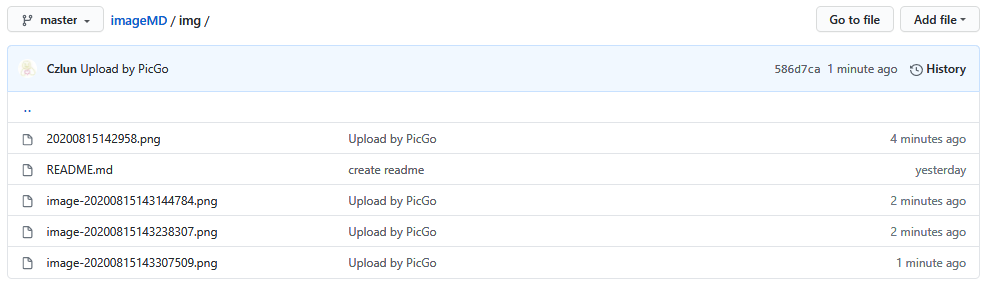 master imageMD / img / Go to file Add file
Czlun Upload by PicGo 586d7ca 1 minute ago History
..
20200815142958.png Upload by PicGo 4 minutes ago
README.md create readme yesterday
image-20200815143144784.png Upload by PicGo 2 minutes ago
image-20200815143238307.png Upload by PicGo 2 minutes ago
image-20200815143307509.png Upload by PicGo 1 minute ago